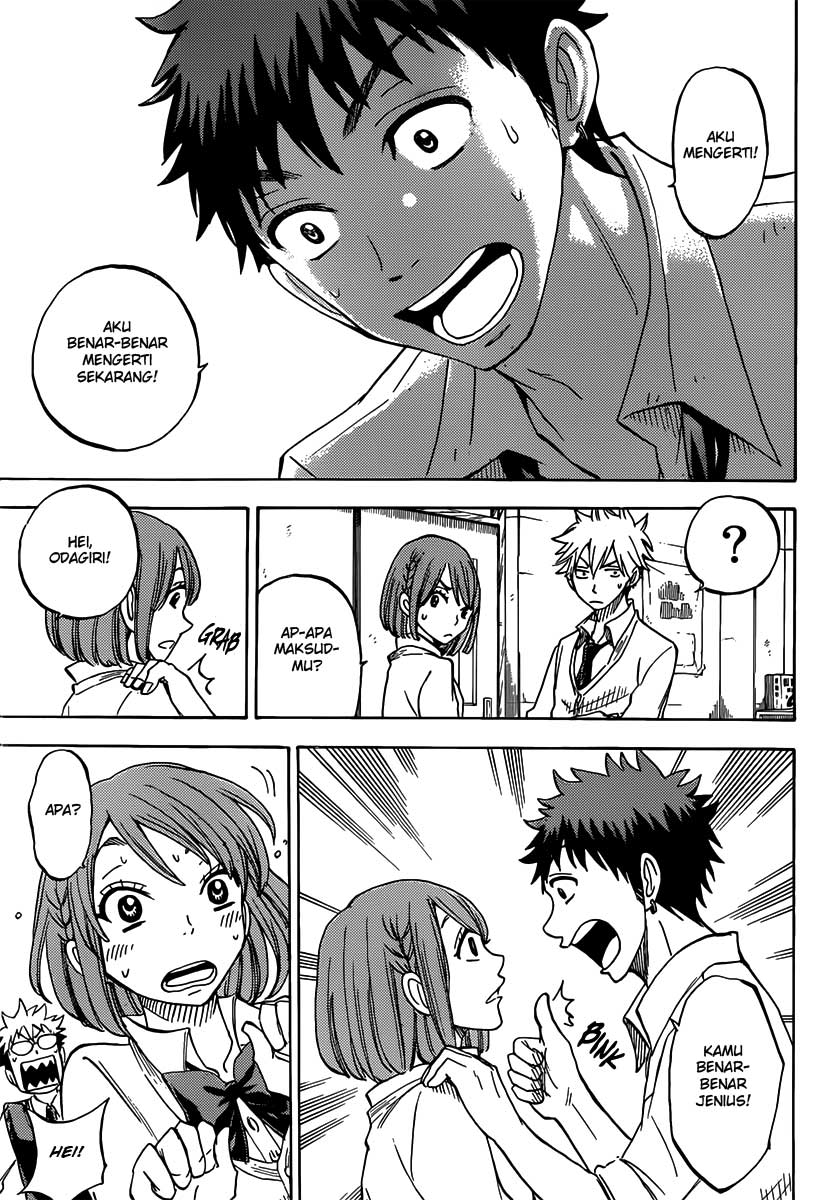 AKU
MENGERTI!
AKU
BENAR-BENAR
MENGERTI
SEKARANG!
?
AP-APA
MAKSUD-
MU?
HEI,
ODAGIRI!
GRAB
KAMU
BENAR-
BENAR
JENIUS!
BINK
APA?
HEI!